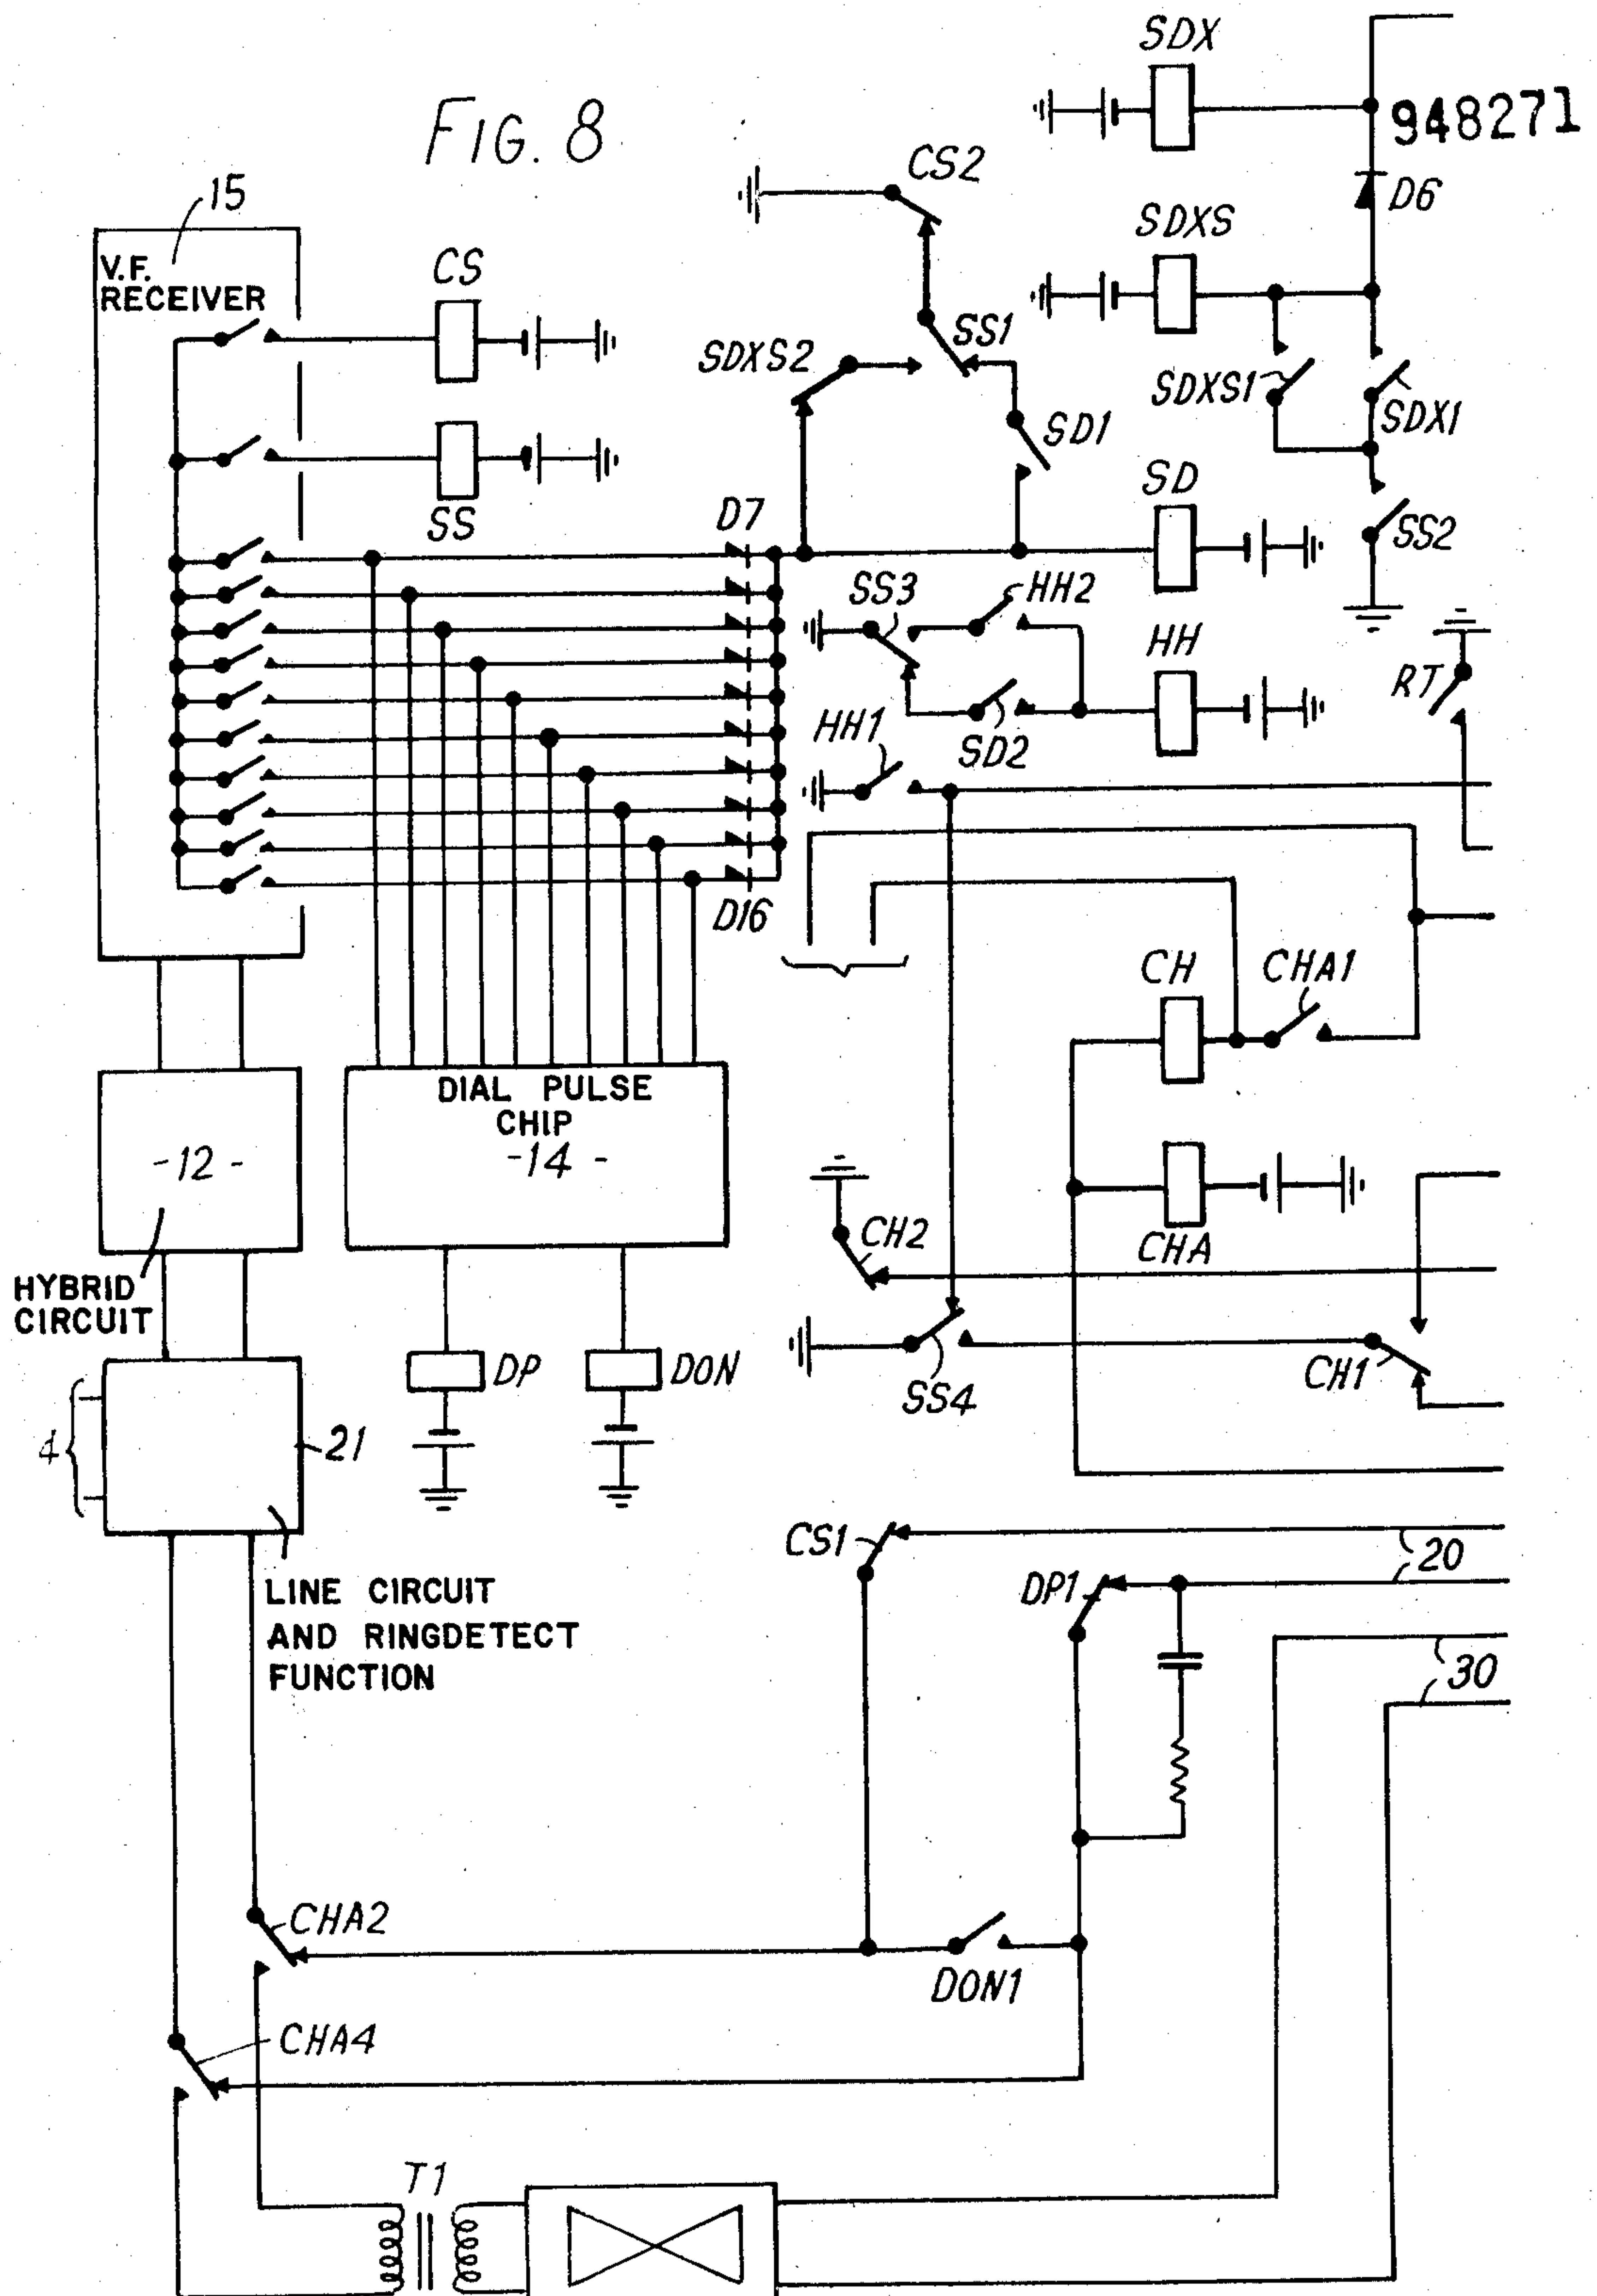 SDX
948271
FIG. 8
CS2
D6
15
SDXS
V.F.
RECEIVER
CS
SS1
SDXS2
SDXS1
SDX1
SD1
SD
SS
D7
SS2
SS3
HH2
HH
RT
HH1
SD2
D16
CH
CHA1
DIAL PULSE
CHIP
-14 -
-12 -
CH2
CHA
HYBRID
CIRCUIT
DP
DON
SS4
CH1
4
21
CS1
20
DP1
LINE CIRCUIT
AND RINGDETECT
FUNCTION
30
CHA2
DON1
CHA4
T1